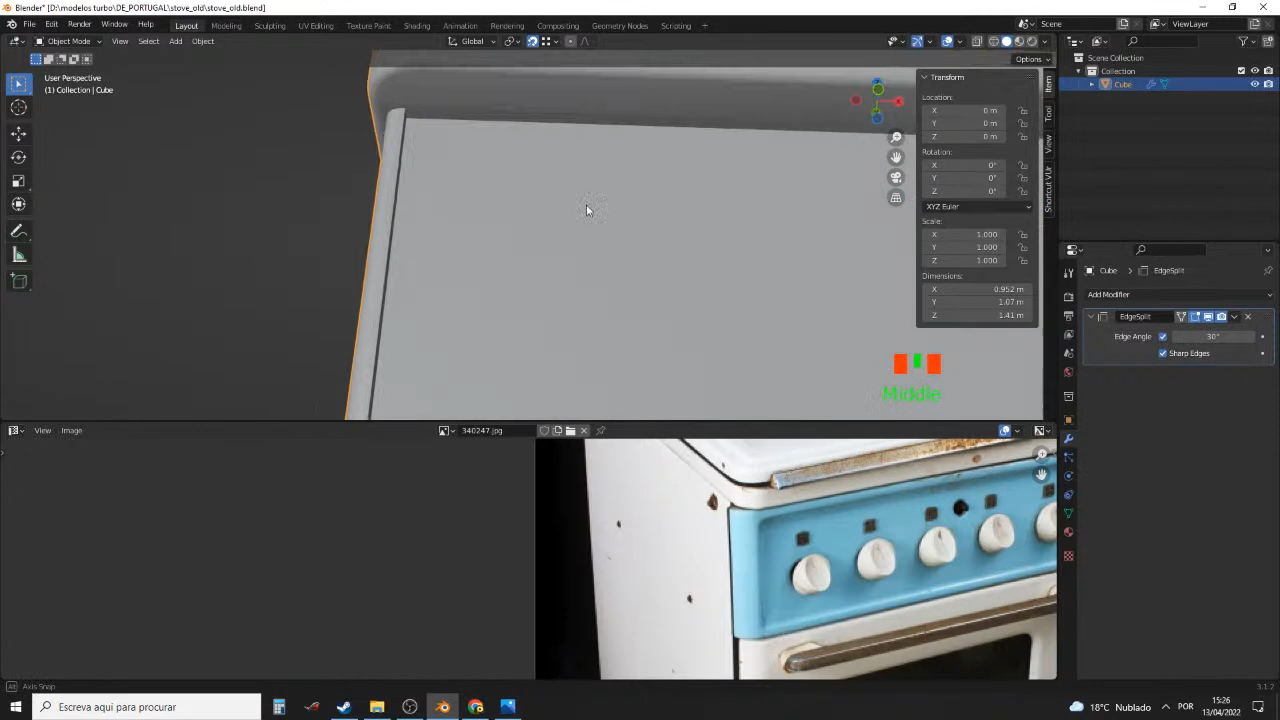 Blender* [D:\modelos turbo\DE_PORTUGAL\stove_old\stove_old.blend]
File Edit Render Window Help Layout Modeling Sculpting UV Editing Texture Paint Shading Animation Rendering Compositing Geometry Nodes Scripting + Scene ViewLayer
Object Mode View Select Add Object Global
Options
User Perspective
(1) Collection | Cube
Transform
Location:
X 0 m
Y 0 m
Z 0 m
Rotation:
X 0°
Y 0°
Z 0°
XYZ Euler
Scale:
X 1.000
Y 1.000
Z 1.000
Dimensions:
X 0.952 m
Y 1.07 m
Z 1.41 m
Item
Tool
View
Shortcut VUr
Middle
Scene Collection
Collection
Cube
Cube EdgeSplit
Add Modifier
EdgeSplit
Edge Angle 30°
Sharp Edges
View Image 340247.jpg
Axis Snap
3.1.2
Escreva aqui para procurar
18°C Nublado POR 15:26
13/04/2022